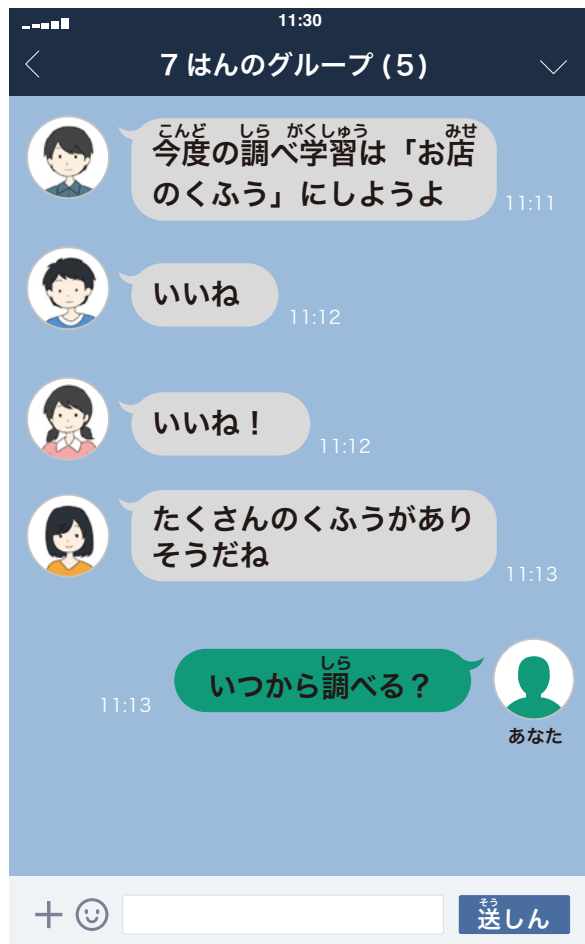 11:30
7はんのグループ(5)
こんど しら がくしゅう みせ
今度の調べ学習は「お店
のくふう」にしようよ
11:11
いいね
11:12
いいね！
11:12
たくさんのくふうがあり
そうだね
11:13
しら
いつから調べる？
11:13
あなた
そう
送しん